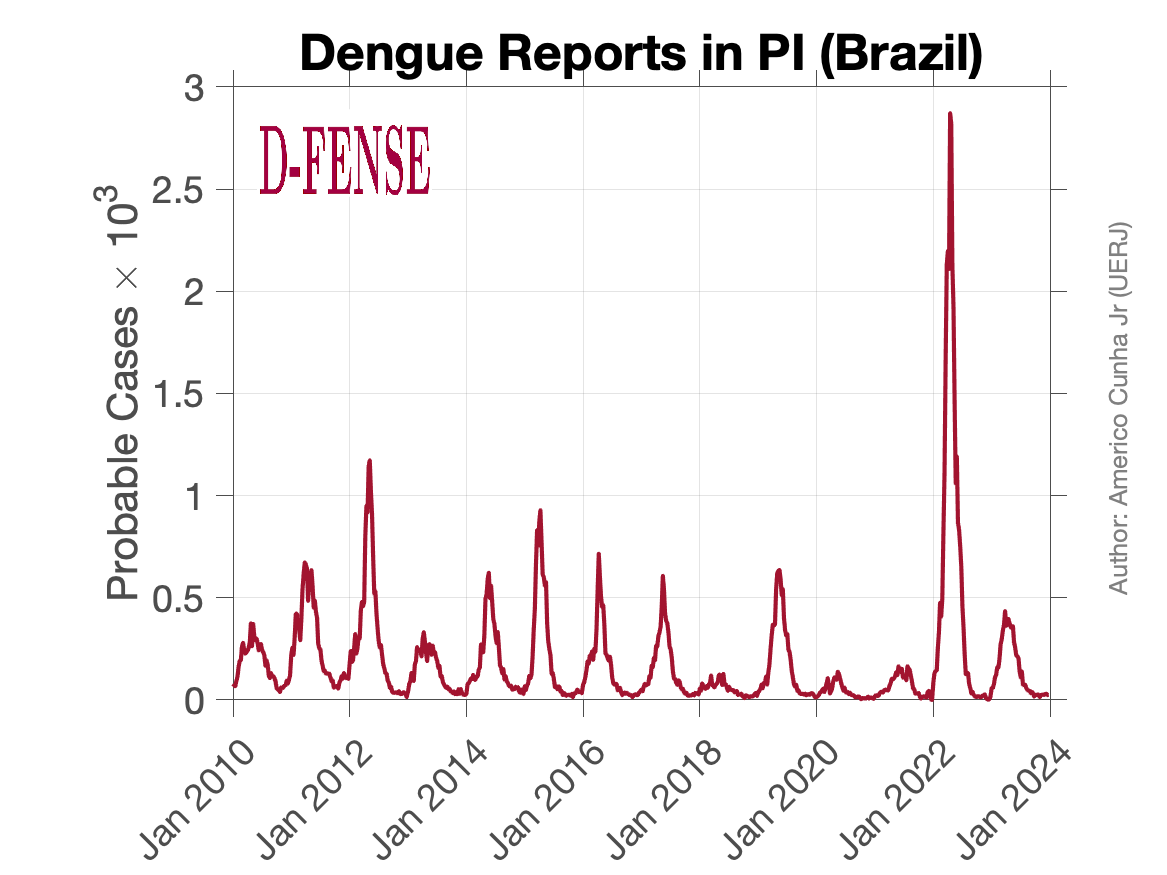 Dengue Reports in PI (Brazil)
D-FENSE
Probable Cases × 10³
3
2.5
2
1.5
1
0.5
0
Jan 2010
Jan 2012
Jan 2014
Jan 2016
Jan 2018
Jan 2020
Jan 2022
Jan 2024
Author: Americo Cunha Jr (UERJ)